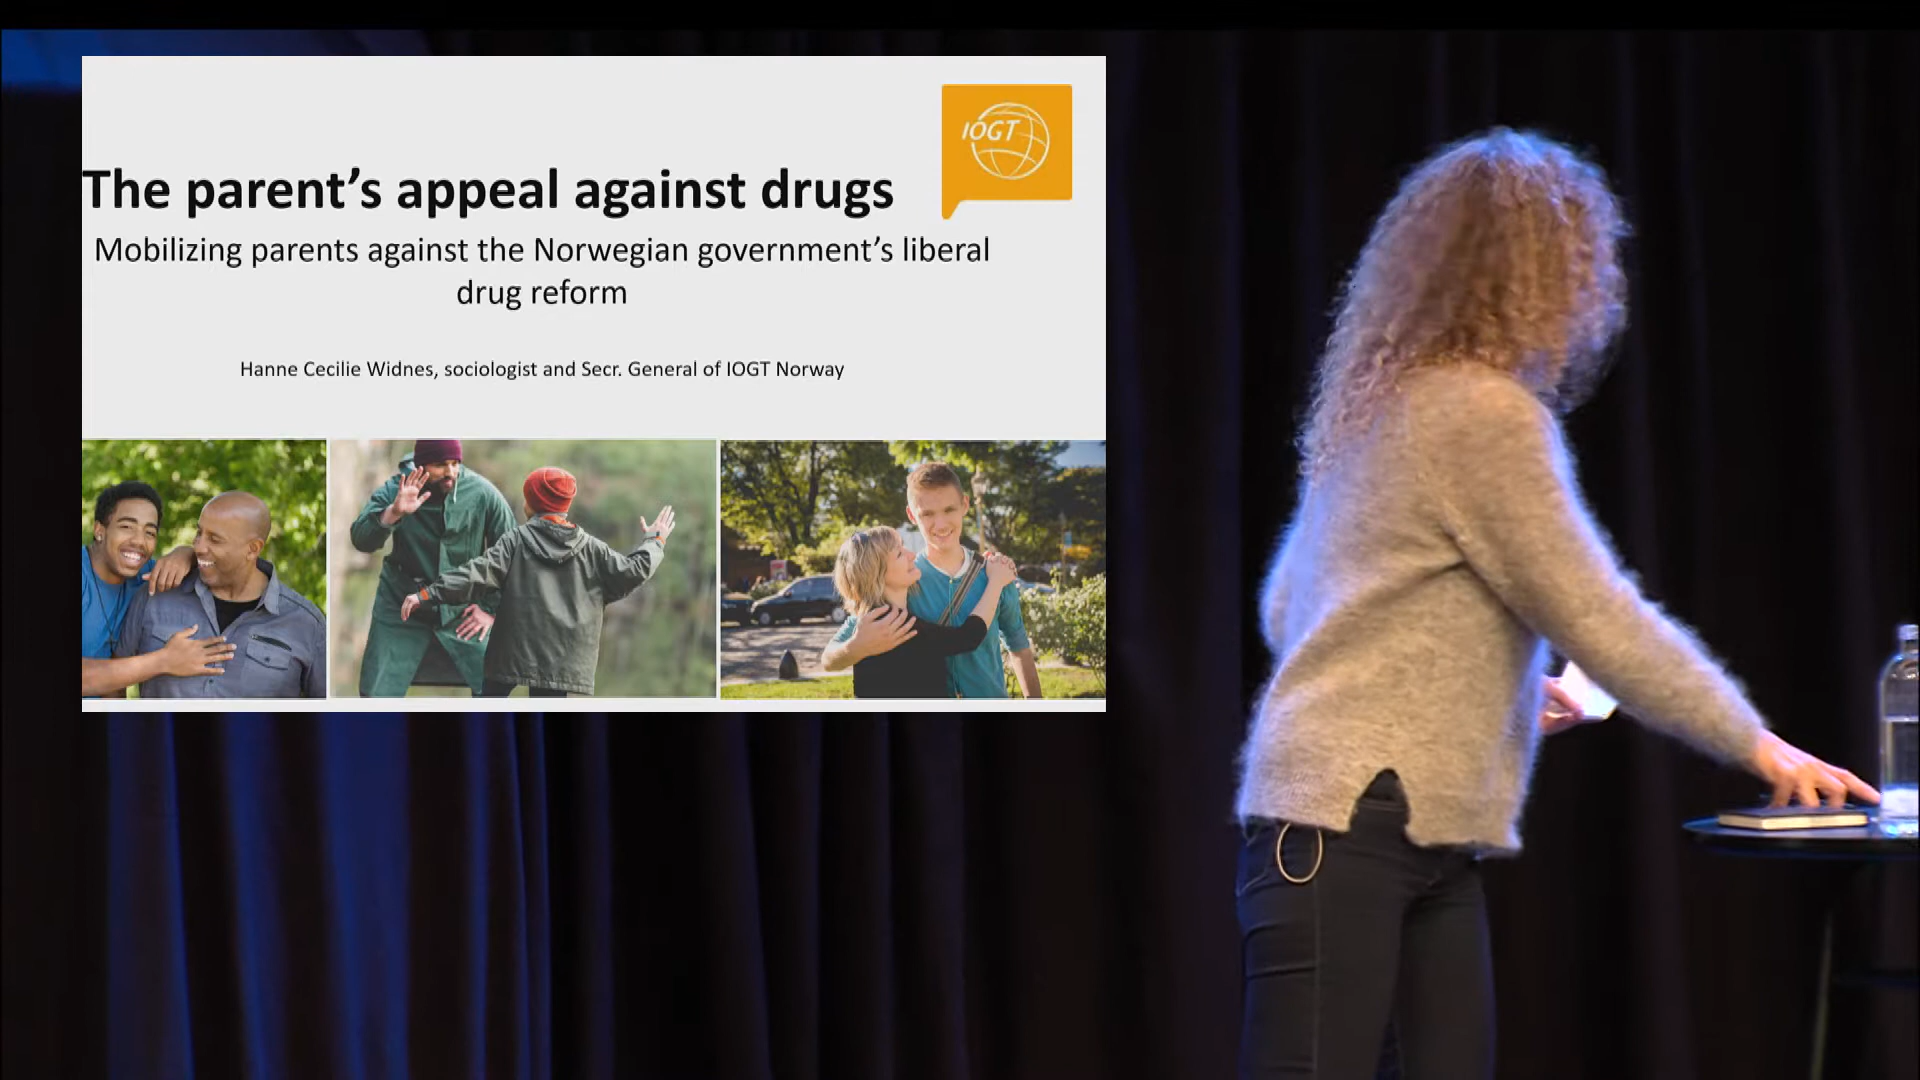 IOGT
The parent’s appeal against drugs
Mobilizing parents against the Norwegian government’s liberal
drug reform
Hanne Cecilie Widnes, sociologist and Secr. General of IOGT Norway